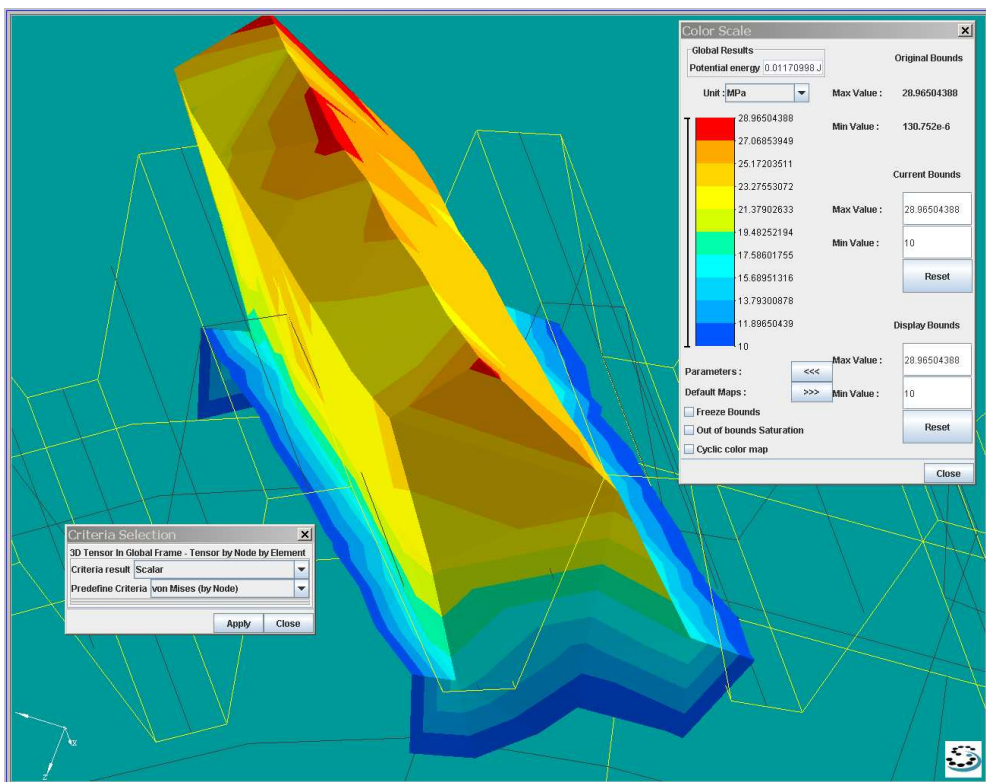 Color Scale
Global Results
Potential energy 0.01170998 J
Original Bounds
Unit : MPa
Max Value : 28.96504388
Min Value : 130.752e-6
28.96504388
27.06853949
25.17203511
23.27553072
21.37902633
19.48252194
17.58601755
15.68951316
13.79300878
11.89650439
10
Current Bounds
Max Value : 28.96504388
Min Value : 10
Reset
Display Bounds
Max Value : 28.96504388
Min Value : 10
Reset
Parameters : <<<
Default Maps : >>>
Freeze Bounds
Out of bounds Saturation
Cyclic color map
Close
Criteria Selection
3D Tensor In Global Frame - Tensor by Node by Element
Criteria result Scalar
Predefine Criteria von Mises (by Node)
Apply Close
x
z